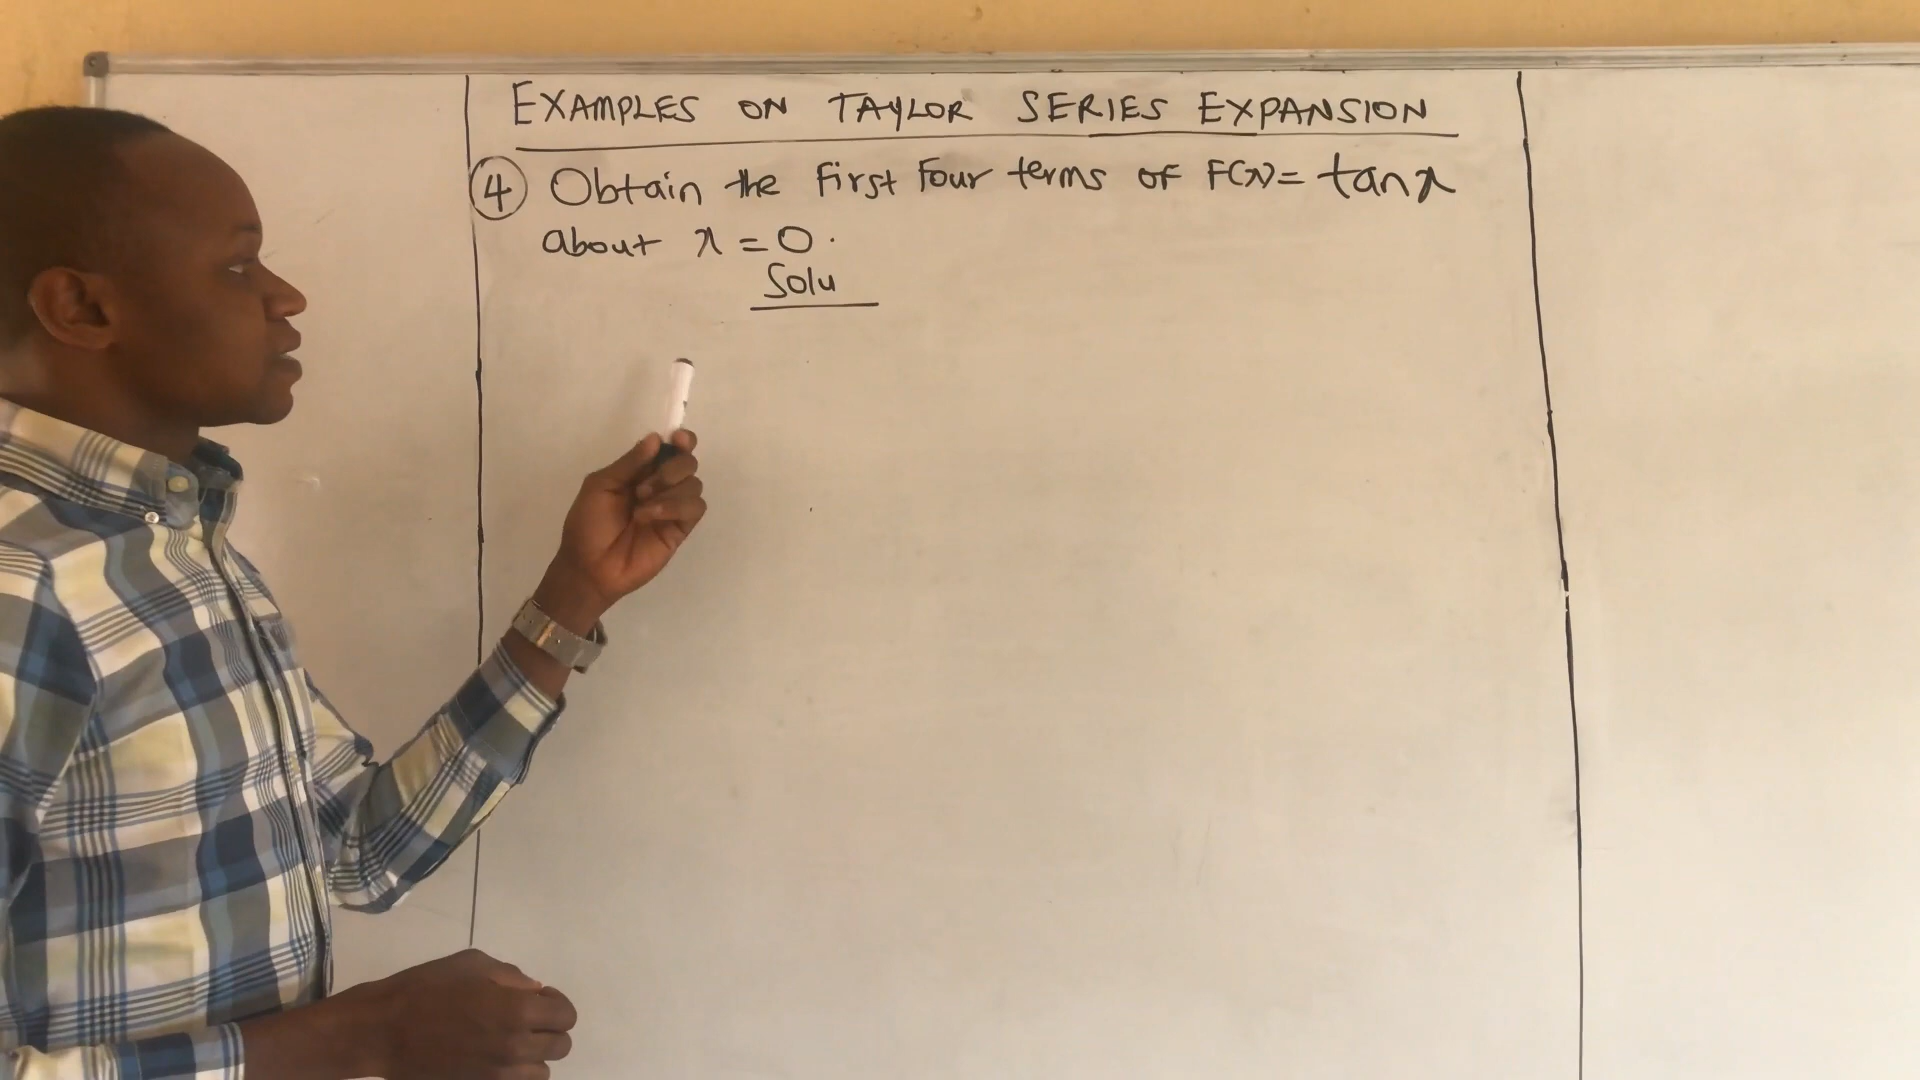 EXAMPLES ON TAYLOR SERIES EXPANSION
④ Obtain the First Four terms of F(x) = tan x
about x = 0.
Solu